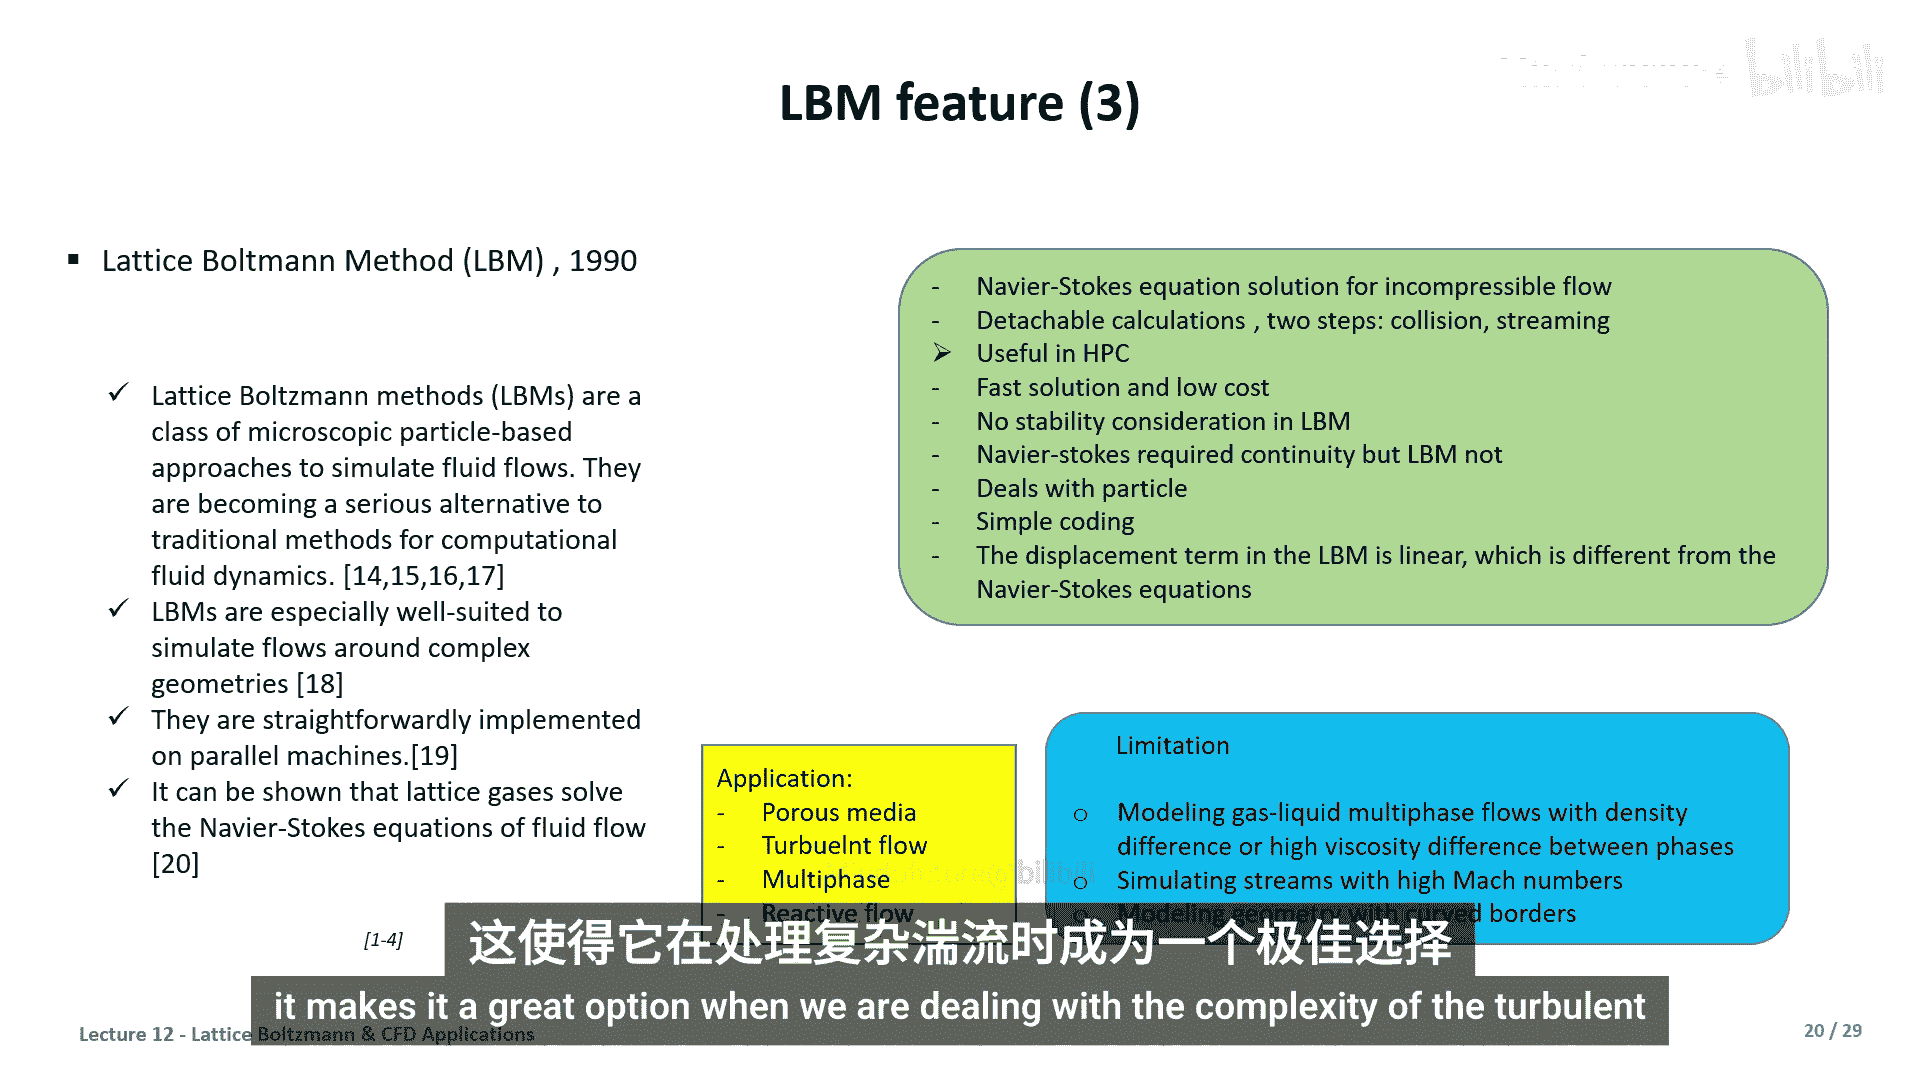 bilibili
LBM feature (3)
▪ Lattice Boltmann Method (LBM) , 1990
✓ Lattice Boltzmann methods (LBMs) are a
class of microscopic particle-based
approaches to simulate fluid flows. They
are becoming a serious alternative to
traditional methods for computational
fluid dynamics. [14,15,16,17]
✓ LBMs are especially well-suited to
simulate flows around complex
geometries [18]
✓ They are straightforwardly implemented
on parallel machines.[19]
✓ It can be shown that lattice gases solve
the Navier-Stokes equations of fluid flow
[20]
[1-4]
- Navier-Stokes equation solution for incompressible flow
- Detachable calculations , two steps: collision, streaming
➢ Useful in HPC
- Fast solution and low cost
- No stability consideration in LBM
- Navier-stokes required continuity but LBM not
- Deals with particle
- Simple coding
- The displacement term in the LBM is linear, which is different from the
Navier-Stokes equations
Application:
- Porous media
- Turbuelnt flow
- Multiphase
- Reactive flow
Limitation
o Modeling gas-liquid multiphase flows with density
difference or high viscosity difference between phases
o Simulating streams with high Mach numbers
o Modeling geometry with curved borders
bilibili
这使得它在处理复杂湍流时成为一个极佳选择
it makes it a great option when we are dealing with the complexity of the turbulent
Lecture 12 - Lattice Boltzmann & CFD Applications
20 / 29